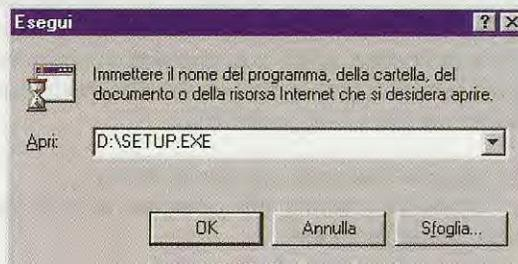 Esegui
Immettere il nome del programma, della cartella, del
documento o della risorsa Internet che si desidera aprire.
Apri: D:\SETUP.EXE
OK Annulla Sfoglia...